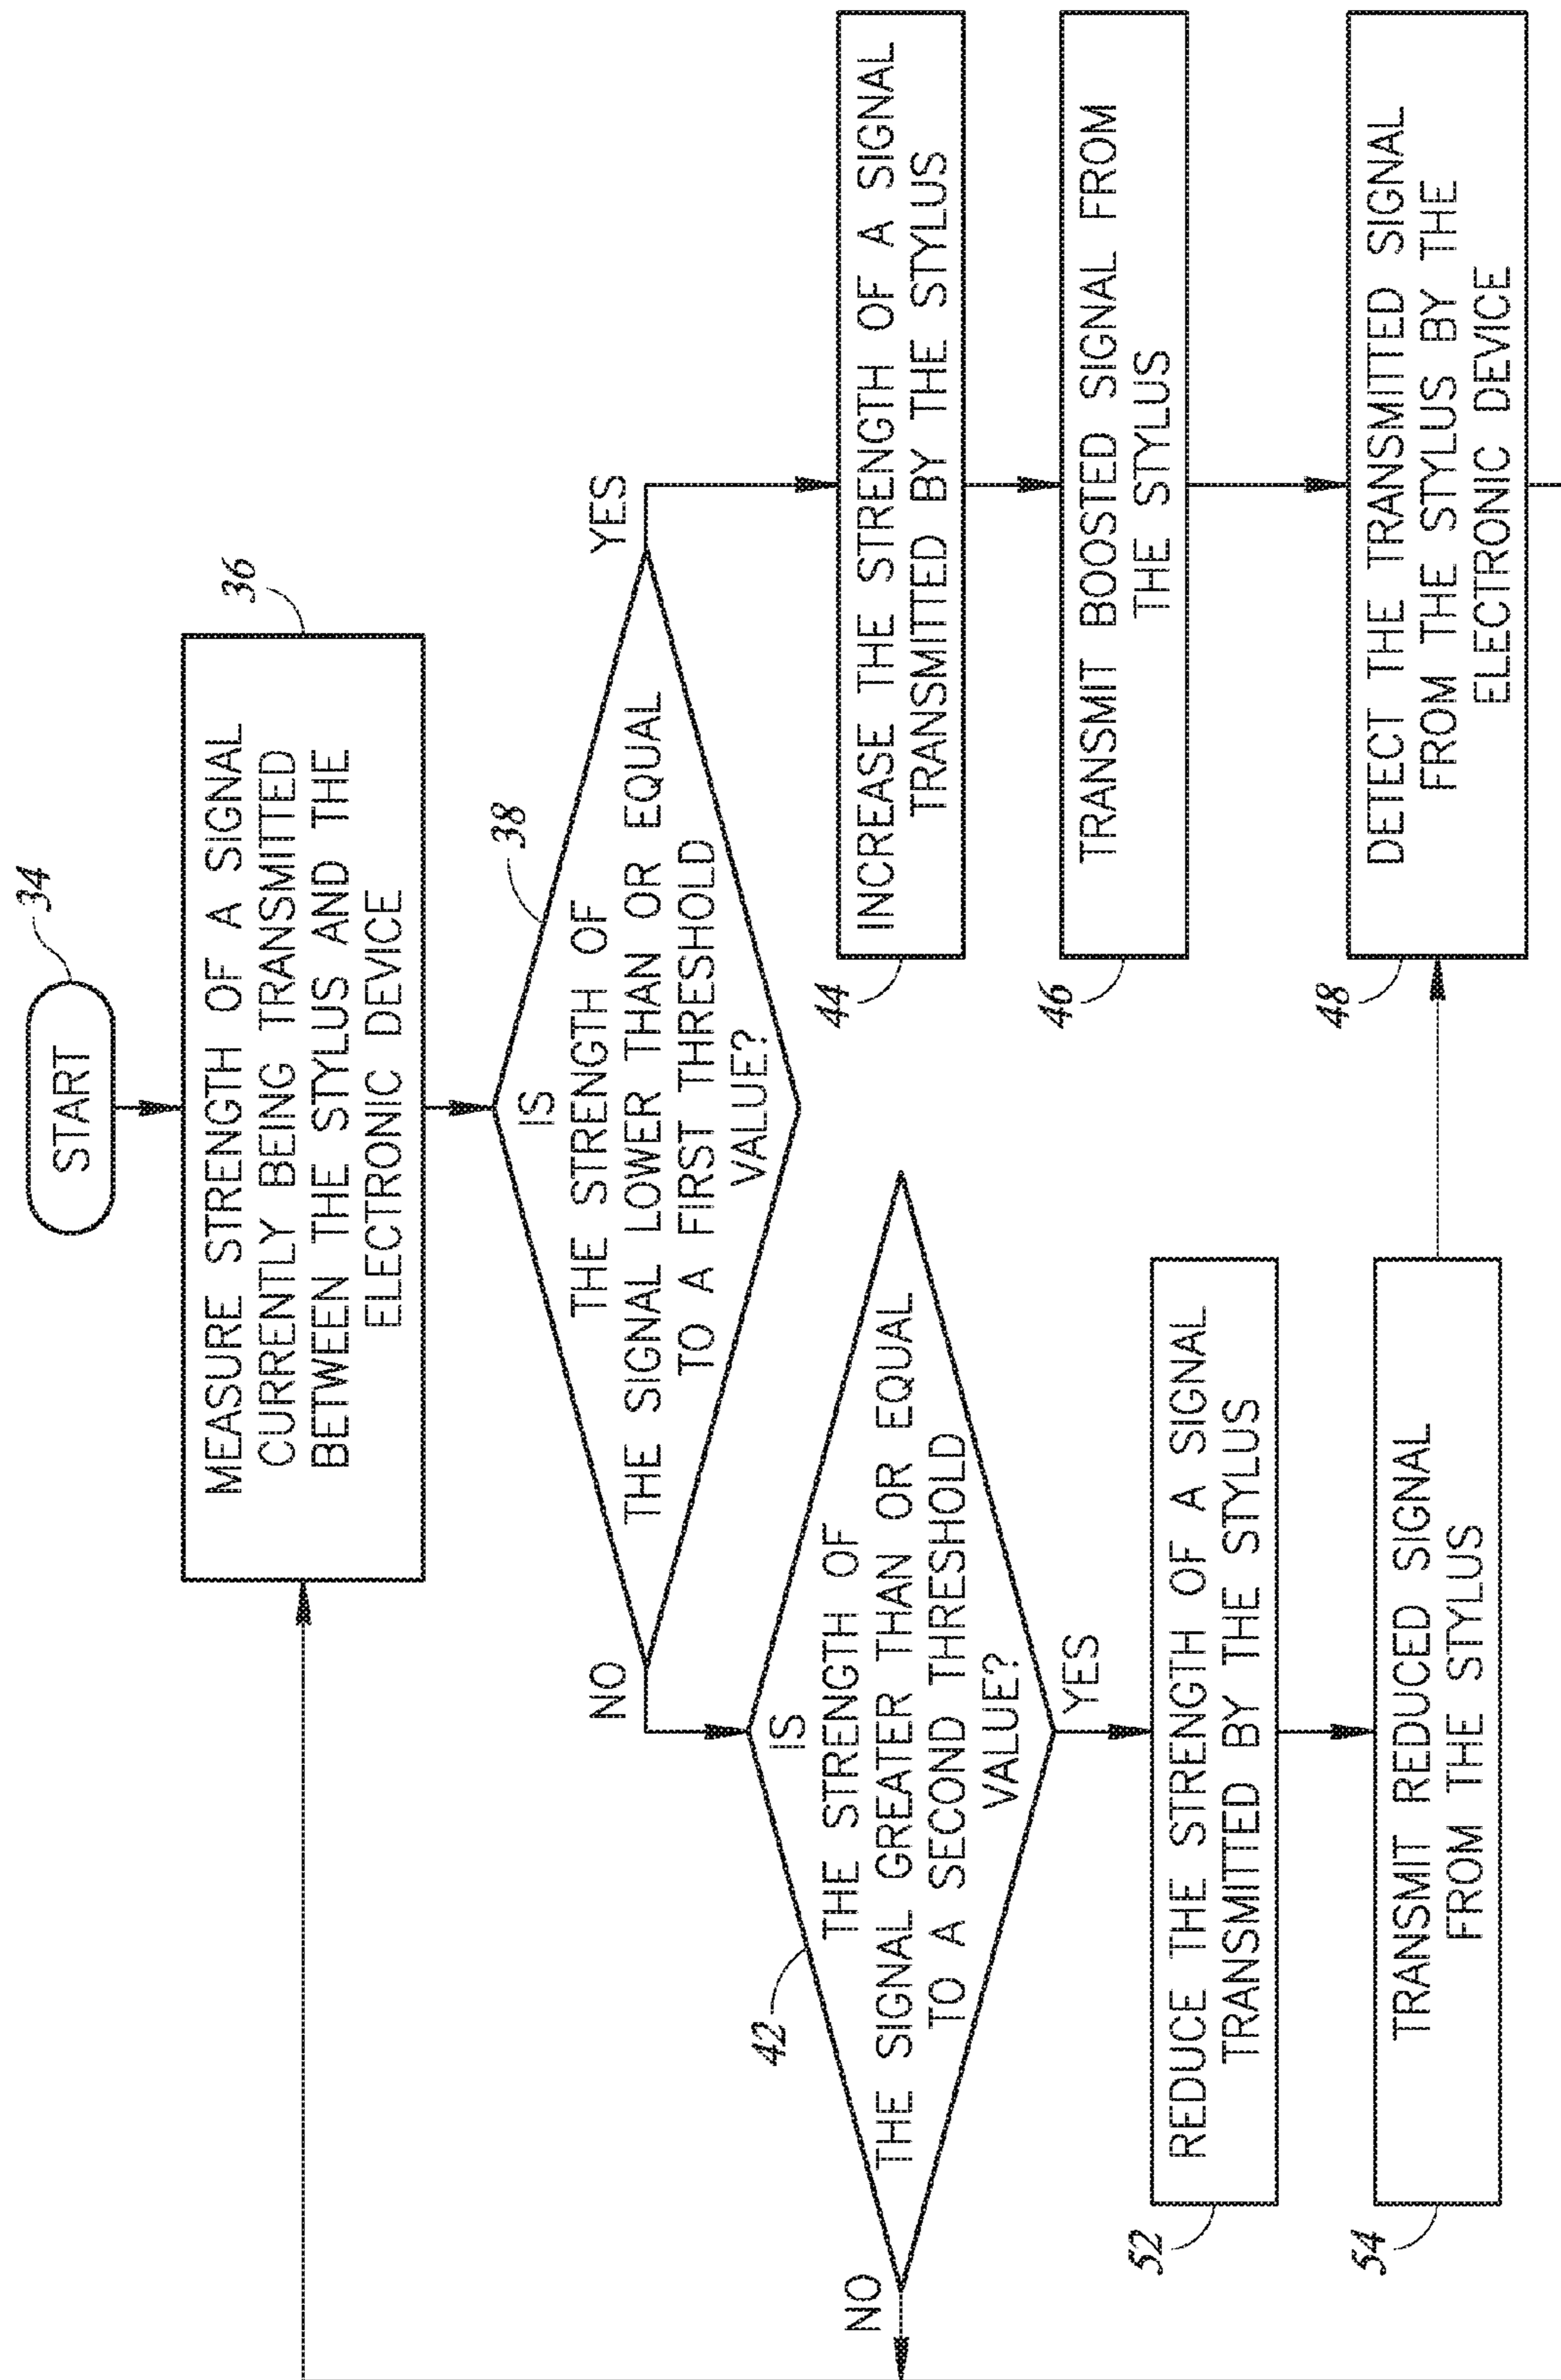 START
34
MEASURE STRENGTH OF A SIGNAL
CURRENTLY BEING TRANSMITTED
BETWEEN THE STYLUS AND THE
ELECTRONIC DEVICE
36
IS
THE STRENGTH OF
THE SIGNAL LOWER THAN OR EQUAL
TO A FIRST THRESHOLD
VALUE?
38
NO
YES
IS
THE STRENGTH OF
THE SIGNAL GREATER THAN OR EQUAL
TO A SECOND THRESHOLD
VALUE?
42
NO
YES
44
INCREASE THE STRENGTH OF A SIGNAL
TRANSMITTED BY THE STYLUS
46
TRANSMIT BOOSTED SIGNAL FROM
THE STYLUS
52
REDUCE THE STRENGTH OF A SIGNAL
TRANSMITTED BY THE STYLUS
54
TRANSMIT REDUCED SIGNAL
FROM THE STYLUS
48
DETECT THE TRANSMITTED SIGNAL
FROM THE STYLUS BY THE
ELECTRONIC DEVICE